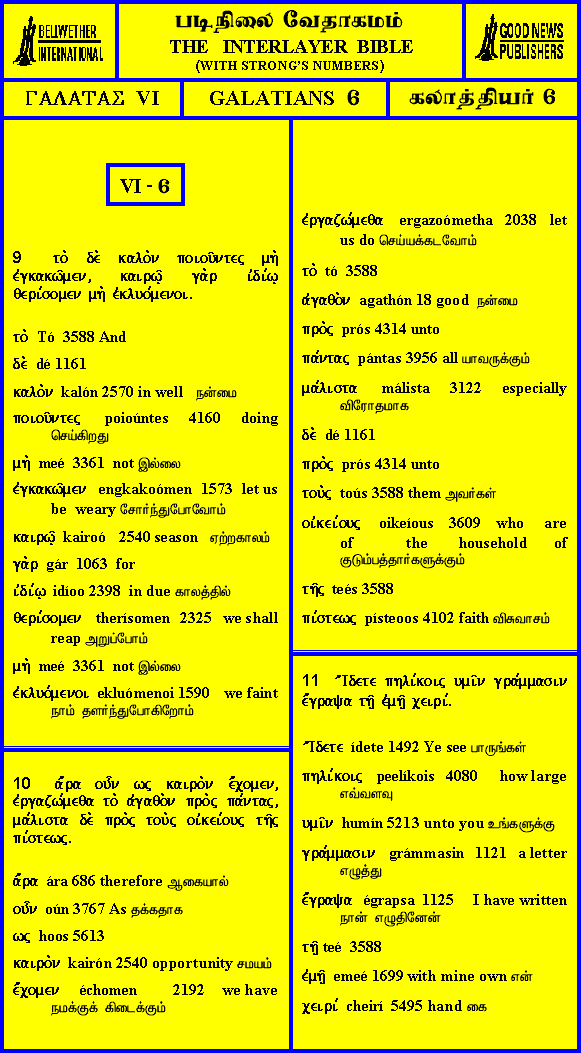 BELLWETHER
INTERNATIONAL
படிநிலை வேதாகமம்
THE INTERLAYER BIBLE
(WITH STRONG'S NUMBERS)
GOOD NEWS
PUBLISHERS
ΓΑΛΑΤΑΣ VI
GALATIANS 6
கலாத்தியர் 6
VI - 6
9 τὸ δὲ καλὸν ποιοῦντες μὴ
ἐγκακῶμεν, καιρῷ γὰρ ἰδίῳ
θερίσομεν μὴ ἐκλυόμενοι.
τὸ Tó 3588 And
δὲ dé 1161
καλὸν kalón 2570 in well நன்மை
ποιοῦντες poioúntes 4160 doing
செய்கிறது
μὴ meé 3361 not இல்லை
ἐγκακῶμεν engkakoómen 1573 let us
be weary சோர்ந்துபோவோம்
καιρῷ kairoó 2540 season ஏற்றகாலம்
γὰρ gár 1063 for
ἰδίῳ idíoo 2398 in due காலத்தில்
θερίσομεν therísomen 2325 we shall
reap அறுப்போம்
μὴ meé 3361 not இல்லை
ἐκλυόμενοι ekluómenoi 1590 we faint
நாம் தளர்ந்துபோகிறோம்
10 ἄρα οὖν ως καιρὸν ἔχομεν,
ἐργαζώμεθα τὸ ἀγαθὸν πρὸς πάντας,
μάλιστα δὲ πρὸς τοὺς οἰκείους τῆς
πίστεως.
ἄρα ára 686 therefore ஆகையால்
οὖν oún 3767 As தக்கதாக
ως hoos 5613
καιρὸν kairón 2540 opportunity சமயம்
ἔχομεν échomen 2192 we have
நமக்குக் கிடைக்கும்
ἐργαζώμεθα ergazoómetha 2038 let
us do செய்யக்கடவோம்
τὸ tó 3588
ἀγαθὸν agathón 18 good நன்மை
πρὸς prós 4314 unto
πάντας pántas 3956 all யாவருக்கும்
μάλιστα málista 3122 especially
விரோதமாக
δὲ dé 1161
πρὸς prós 4314 unto
τοὺς toús 3588 them அவர்கள்
οἰκείους oikeíous 3609 who are
of the household of
குடும்பத்தார்களுக்கும்
τῆς teés 3588
πίστεως písteoos 4102 faith விசுவாசம்
11 Ἴδετε πηλίκοις υμῖν γράμμασιν
ἔγραψα τῇ ἐμῇ χειρί.
Ἴδετε ídete 1492 Ye see பாருங்கள்
πηλίκοις peelíkois 4080 how large
எவ்வளவு
υμῖν humín 5213 unto you உங்களுக்கு
γράμμασιν grámmasin 1121 a letter
எழுத்து
ἔγραψα égrapsa 1125 I have written
நான் எழுதினேன்
τῇ teé 3588
ἐμῇ emeé 1699 with mine own என்
χειρί cheirí 5495 hand கை